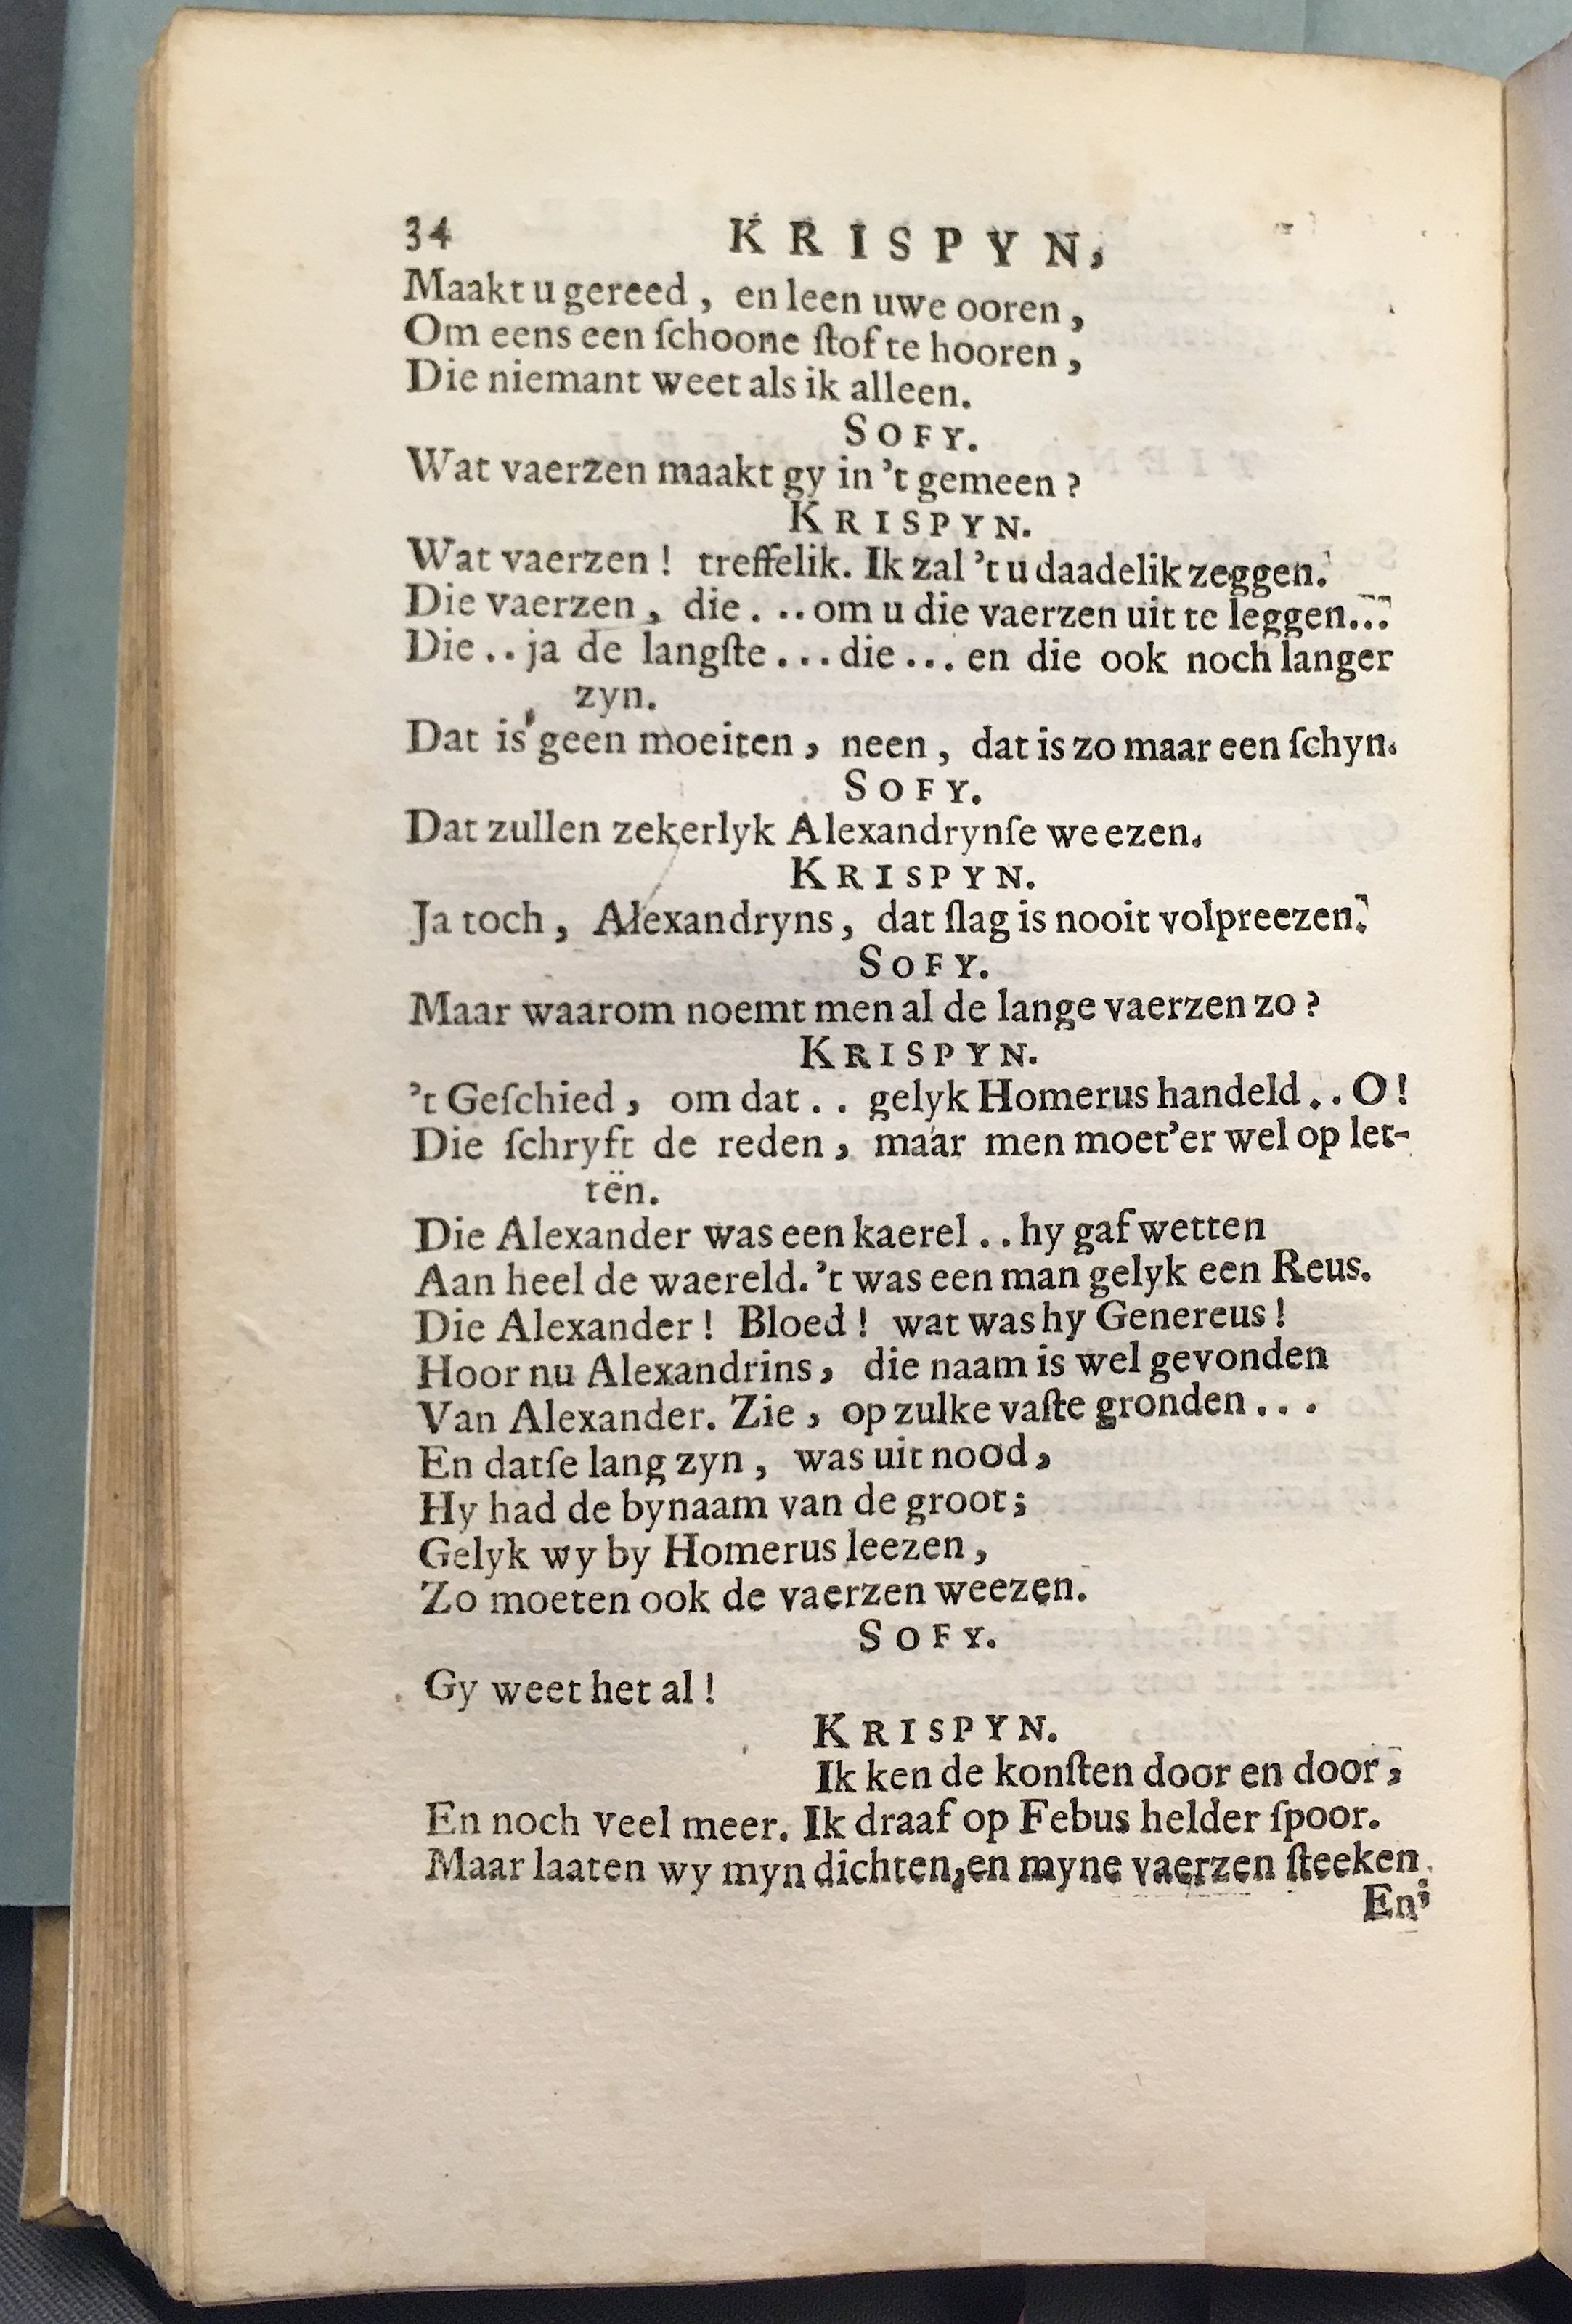 34 KRISPYN,
Maakt u gereed, en leen uwe ooren,
Om eens een ſchoone ſtof te hooren,
Die niemant weet als ik alleen.
SOFY.
Wat vaerzen maakt gy in 't gemeen?
KRISPYN.
Wat vaerzen! treffelik. Ik zal 't u daadelik zeggen.
Die vaerzen, die... om u die vaerzen uit te leggen...
Die.. ja de langſte... die... en die ook noch langer
zyn.
Dat is geen moeiten, neen, dat is zo maar een ſchyn.
SOFY.
Dat zullen zekerlyk Alexandrynſe weezen.
KRISPYN.
Ja toch, Alexandryns, dat ſlag is nooit volpreezen.
SOFY.
Maar waarom noemt men al de lange vaerzen zo?
KRISPYN.
't Geſchied, om dat.. gelyk Homerus handeld.. O!
Die ſchryft de reden, maar men moet'er wel op let-
tën.
Die Alexander was een kaerel.. hy gaf wetten
Aan heel de waereld. 't was een man gelyk een Reus.
Die Alexander! Bloed! wat was hy Genereus!
Hoor nu Alexandrins, die naam is wel gevonden
Van Alexander. Zie, op zulke vaſte gronden...
En datſe lang zyn, was uit nood,
Hy had de bynaam van de groot;
Gelyk wy by Homerus leezen,
Zo moeten ook de vaerzen weezen.
SOFY.
Gy weet het al!
KRISPYN.
Ik ken de konſten door en door,
En noch veel meer. Ik draaf op Febus helder ſpoor.
Maar laaten wy myn dichten, en myne vaerzen ſteeken.
En